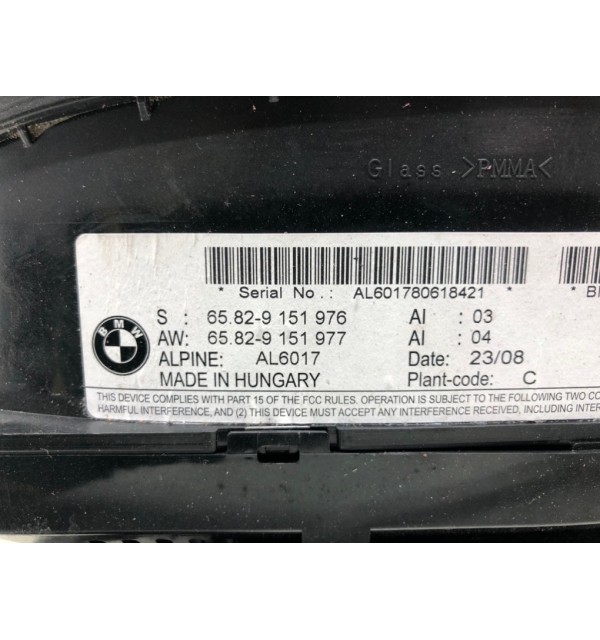 Glass >PMMA<
* Serial No.: AL601780618421 * B
BMW
S : 65.82-9 151 976 AI : 03
AW: 65.82-9 151 977 AI : 04
ALPINE: AL6017 Date: 23/08
MADE IN HUNGARY Plant-code: C
THIS DEVICE COMPLIES WITH PART 15 OF THE FCC RULES. OPERATION IS SUBJECT TO THE FOLLOWING TWO CO
HARMFUL INTERFERENCE, AND (2) THIS DEVICE MUST ACCEPT ANY INTERFERENCE RECEIVED, INCLUDING INTER